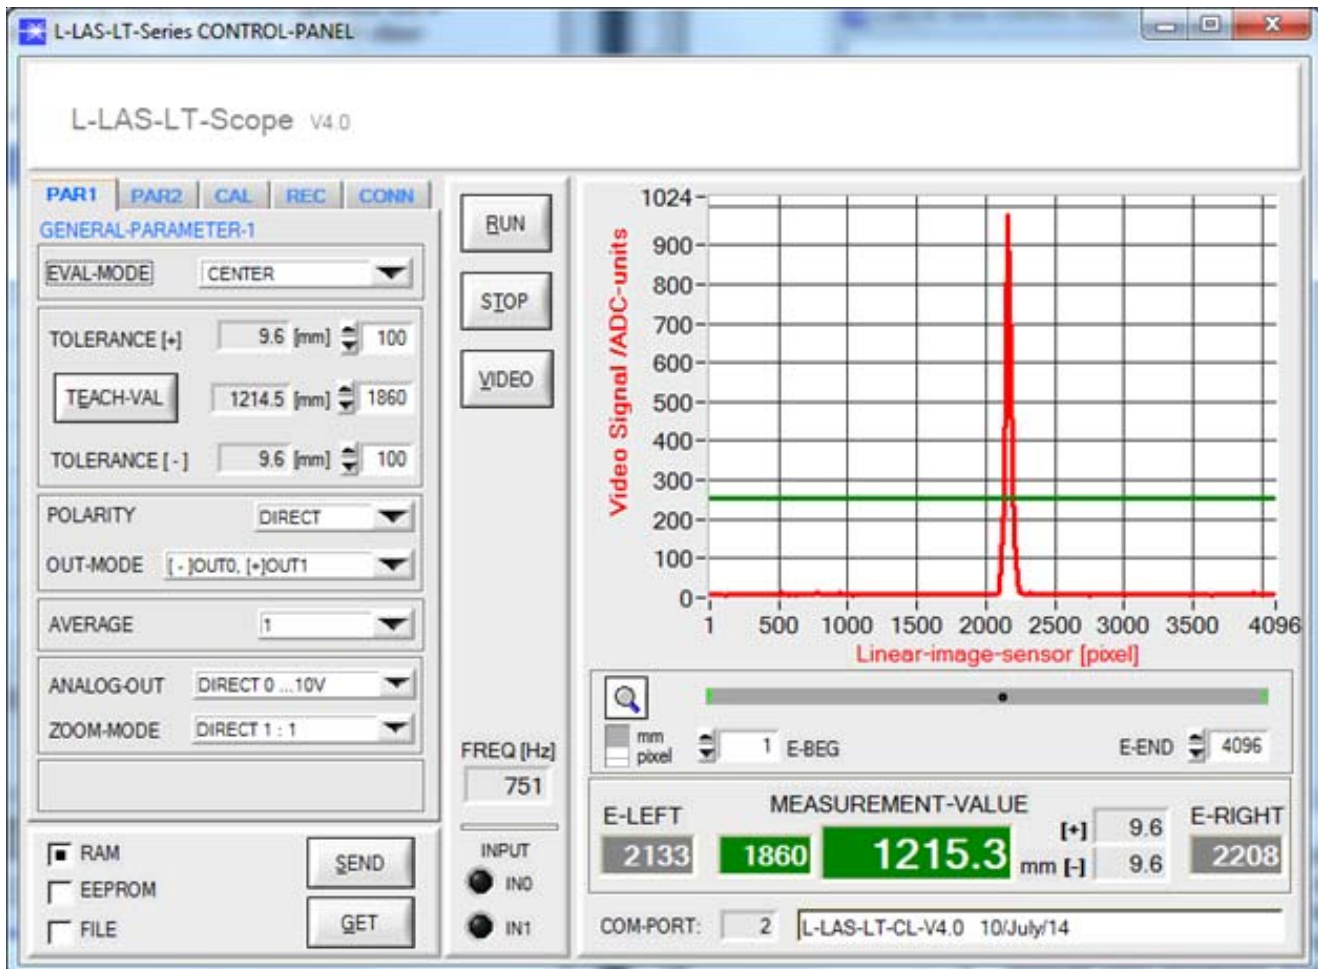 L-LAS-LT-Series CONTROL-PANEL
L-LAS-LT-Scope V4.0
PAR1 PAR2 CAL REC CONN
GENERAL-PARAMETER-1
EVAL-MODE CENTER
TOLERANCE [+] 9.6 [mm] 100
TEACH-VAL 1214.5 [mm] 1860
TOLERANCE [-] 9.6 [mm] 100
POLARITY DIRECT
OUT-MODE [-]OUT0, [+]OUT1
AVERAGE 1
ANALOG-OUT DIRECT 0 ...10V
ZOOM-MODE DIRECT 1 : 1
RAM
EEPROM
FILE
SEND
GET
RUN
STOP
VIDEO
FREQ [Hz]
751
INPUT
IN0
IN1
Video Signal /ADC-units
1024
900
800
700
600
500
400
300
200
100
0
1 500 1000 1500 2000 2500 3000 3500 4096
Linear-image-sensor [pixel]
mm
pixel
1 E-BEG
E-END 4096
MEASUREMENT-VALUE
E-LEFT
2133
1860
1215.3 mm
[+] 9.6
[-] 9.6
E-RIGHT
2208
COM-PORT: 2 L-LAS-LT-CL-V4.0 10/July/14